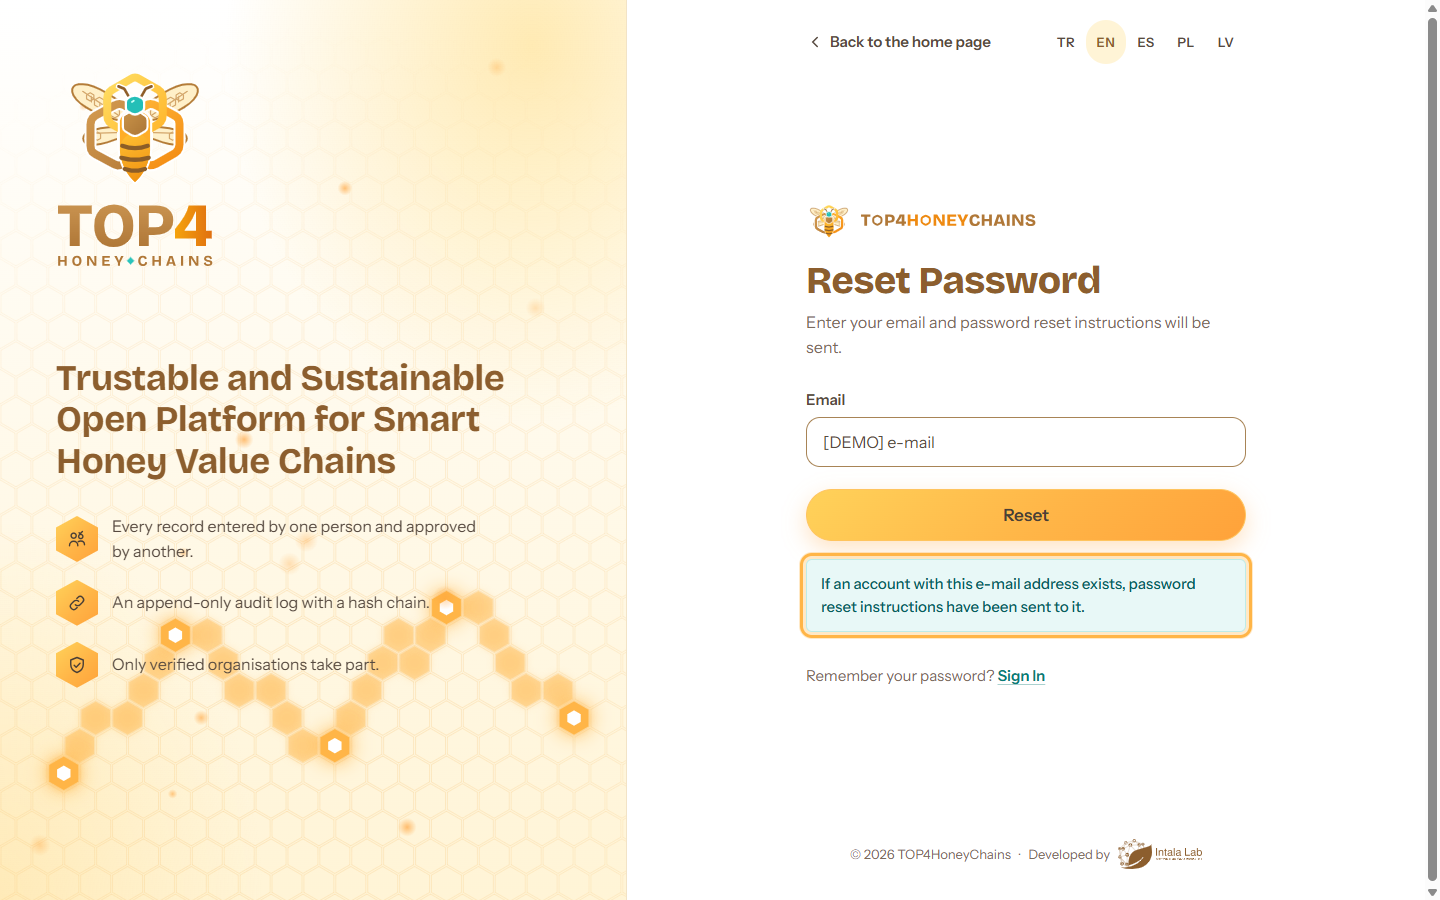 TOP4
HONEY CHAINS
Trustable and Sustainable
Open Platform for Smart
Honey Value Chains
Every record entered by one person and approved
by another.
An append-only audit log with a hash chain.
Only verified organisations take part.
Back to the home page
TR EN ES PL LV
TOP4HONEYCHAINS
Reset Password
Enter your email and password reset instructions will be
sent.
Email
[DEMO] e-mail
Reset
If an account with this e-mail address exists, password
reset instructions have been sent to it.
Remember your password? Sign In
© 2026 TOP4HoneyChains · Developed by
Intala Lab